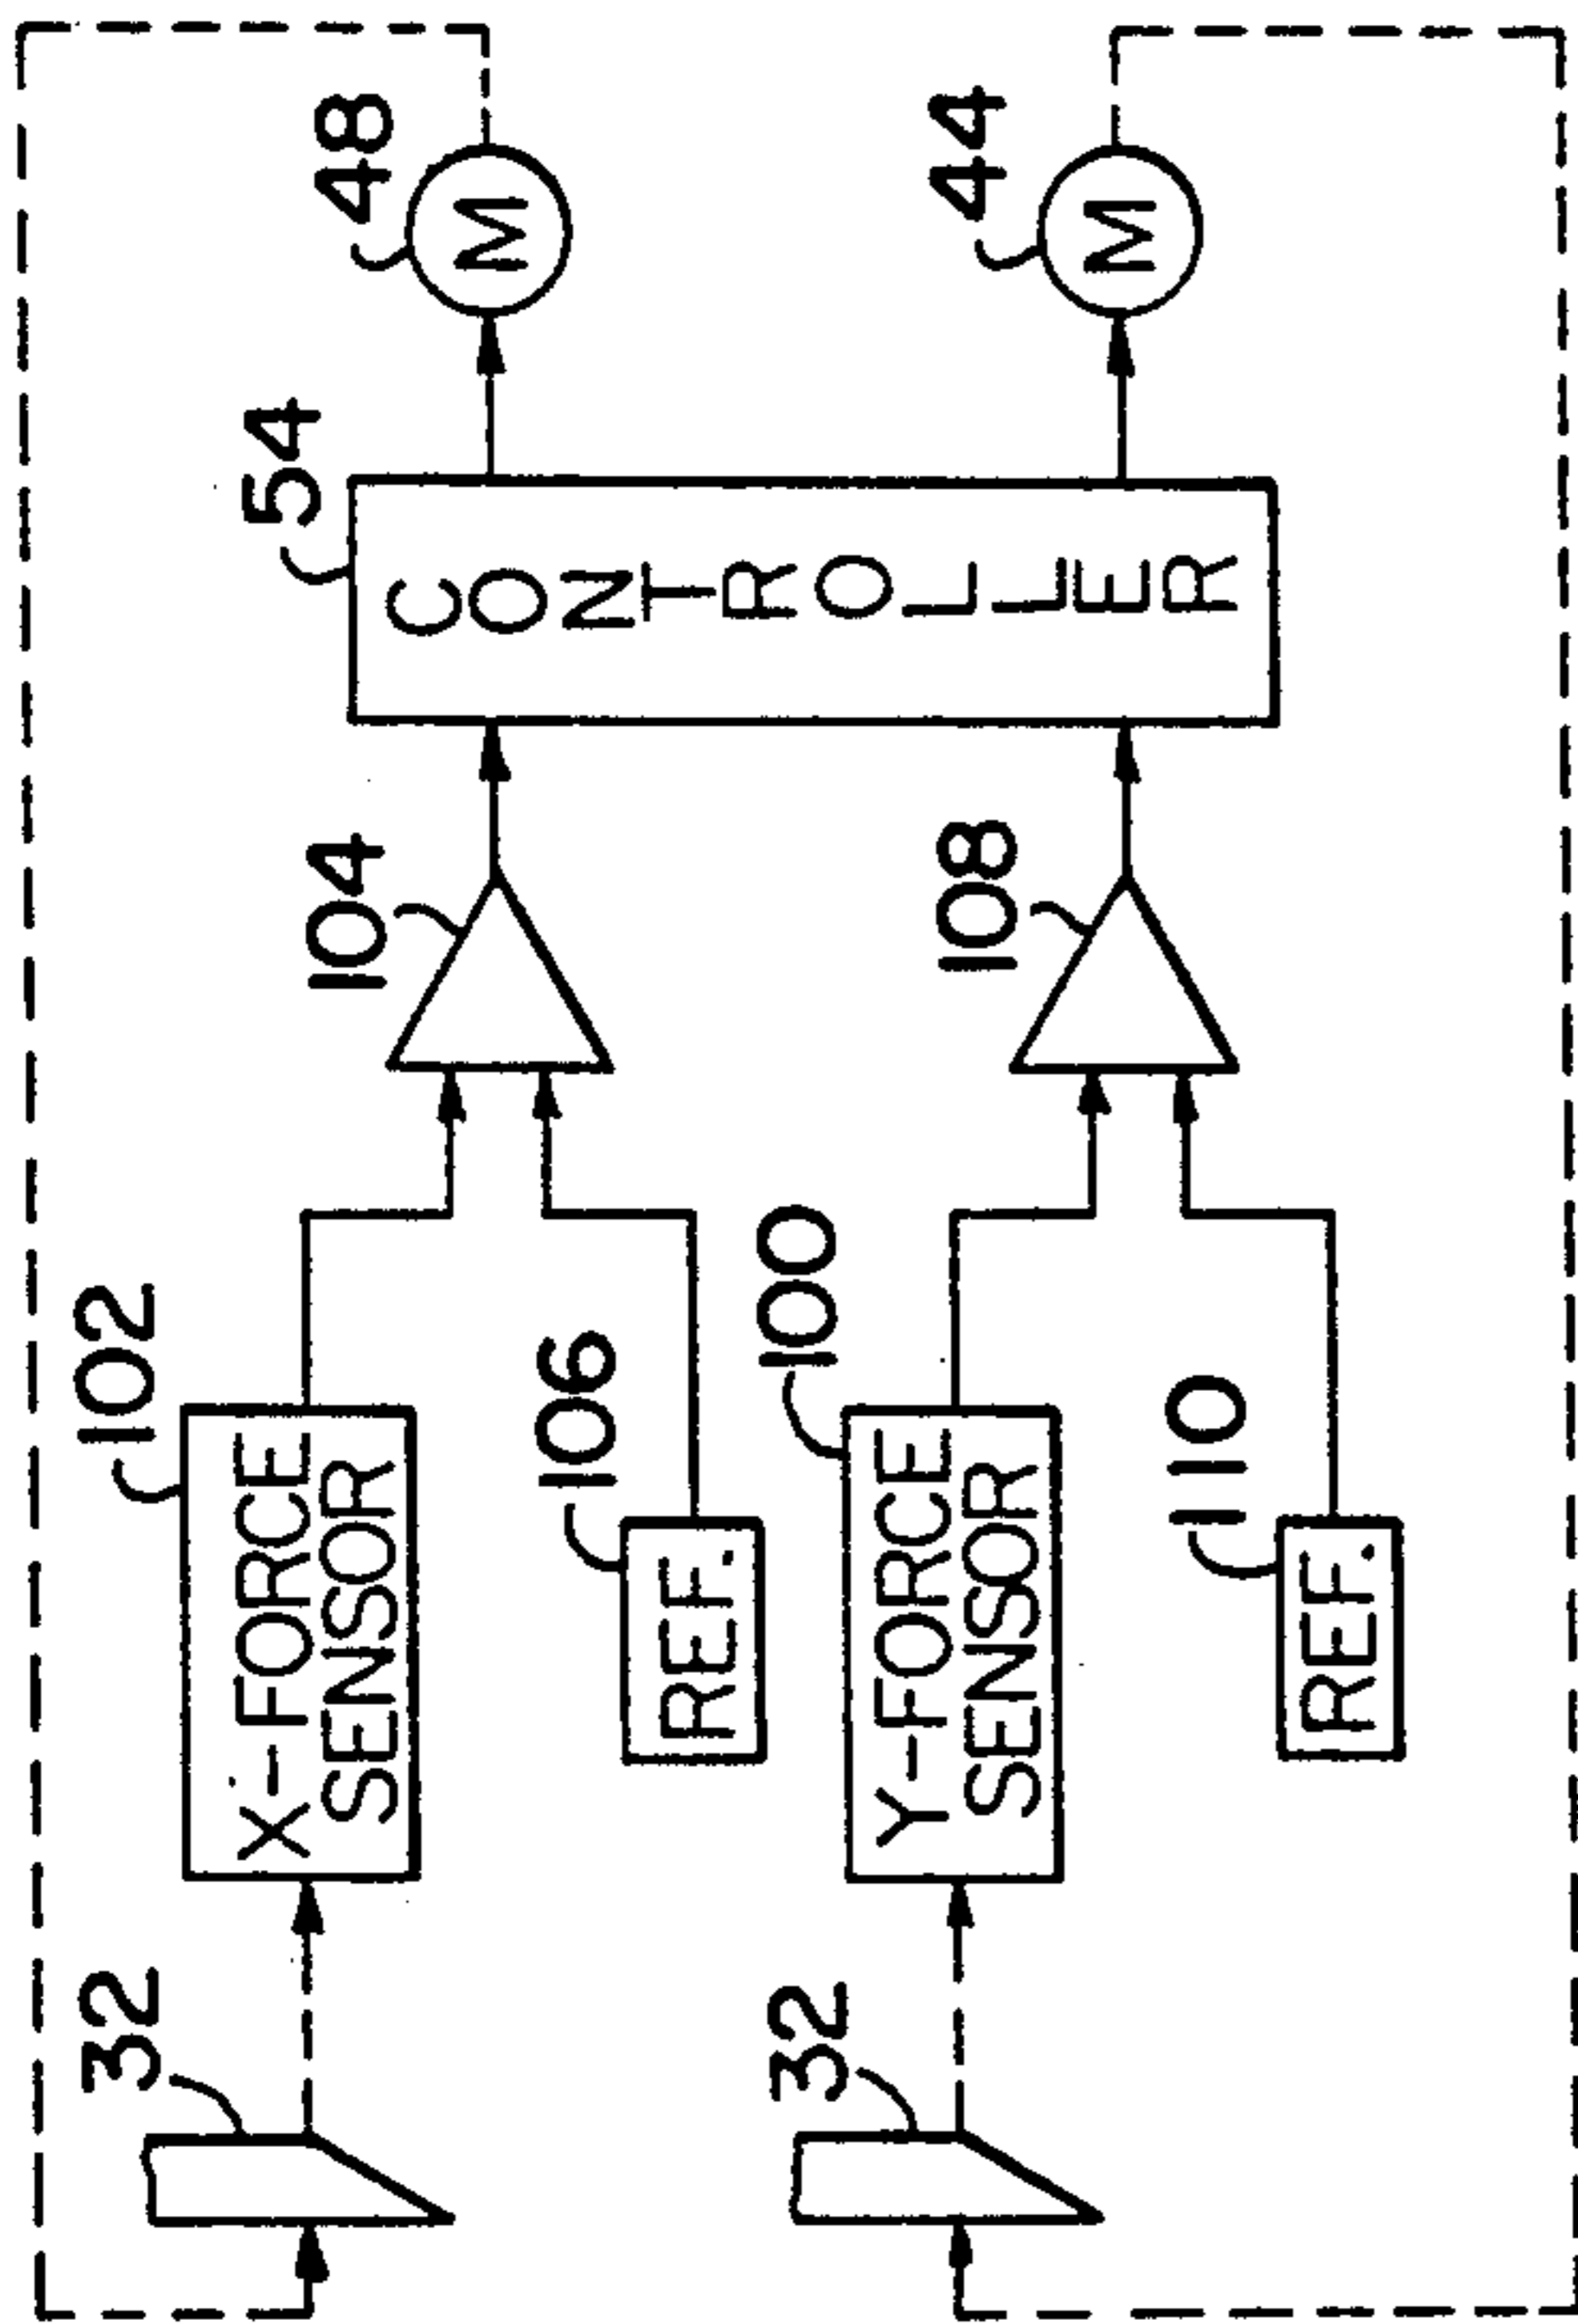 32
X-FORCE
SENSOR
102
REF.
106
104
CONTROLLER
54
M
48
32
Y-FORCE
SENSOR
100
REF.
110
108
M
44